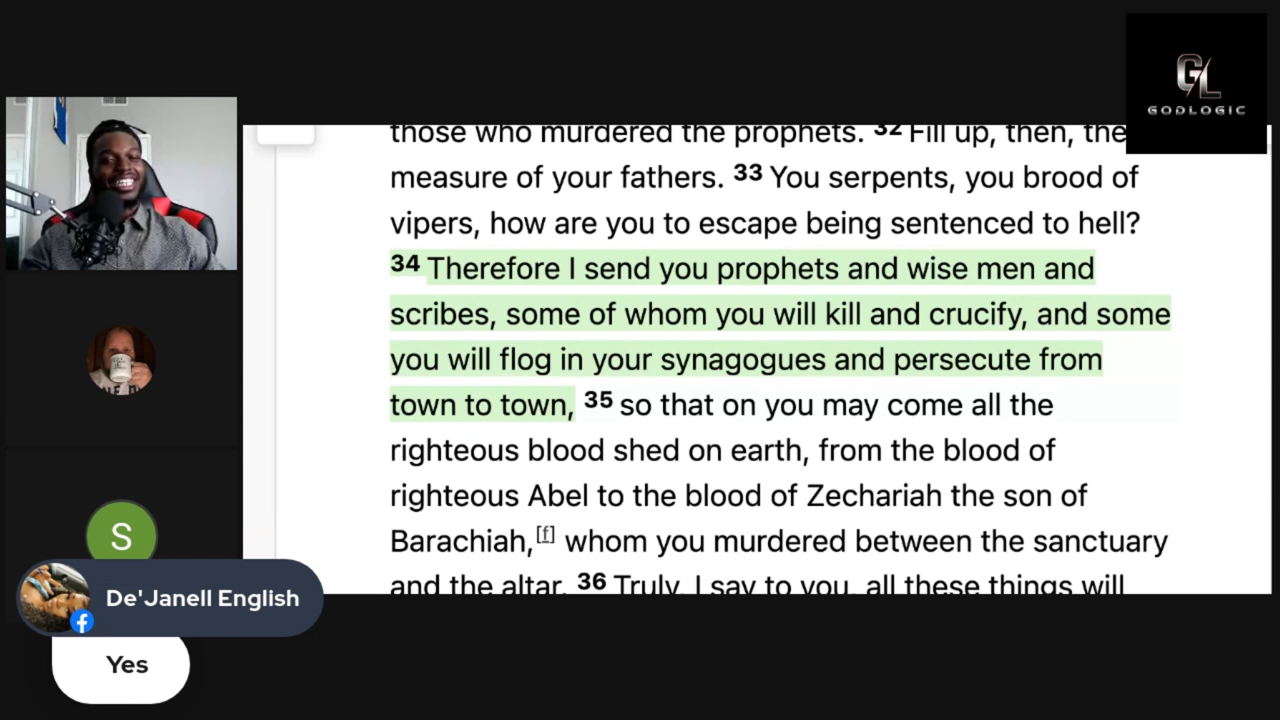 GL
GODLOGIC
those who murdered the prophets. 32 Fill up, then, the
measure of your fathers. 33 You serpents, you brood of
vipers, how are you to escape being sentenced to hell?
34 Therefore I send you prophets and wise men and
scribes, some of whom you will kill and crucify, and some
you will flog in your synagogues and persecute from
town to town, 35 so that on you may come all the
righteous blood shed on earth, from the blood of
righteous Abel to the blood of Zechariah the son of
Barachiah,[f] whom you murdered between the sanctuary
and the altar. 36 Truly, I say to you, all these things will
S
De'Janell English
Yes